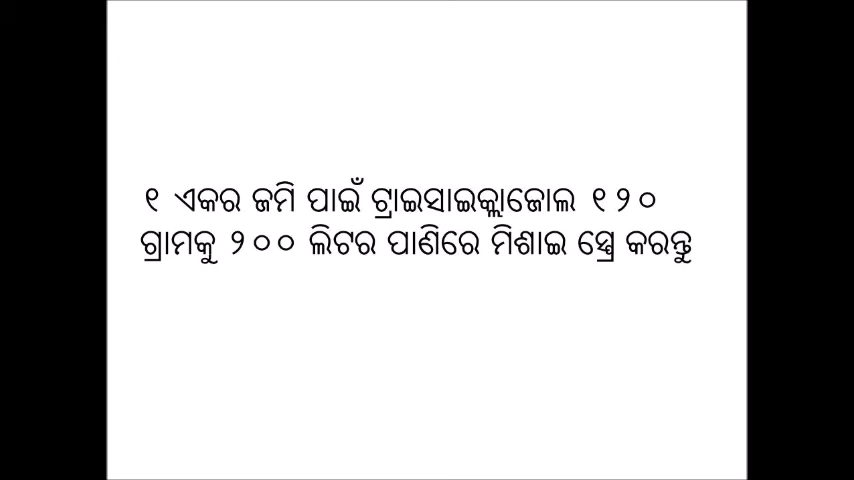 ୧ ଏକର ଜମି ପାଇଁ ଟ୍ରାଇସାଇକ୍ଲାଜୋଲ ୧୨୦
ଗ୍ରାମକୁ ୨୦୦ ଲିଟର ପାଣିରେ ମିଶାଇ ସ୍ପ୍ରେ କରନ୍ତୁ